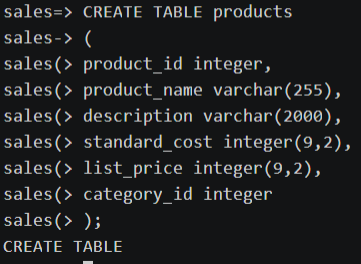 sales=> CREATE TABLE products
sales-> (
sales(> product_id integer,
sales(> product_name varchar(255),
sales(> description varchar(2000),
sales(> standard_cost integer(9,2),
sales(> list_price integer(9,2),
sales(> category_id integer
sales(> );
CREATE TABLE